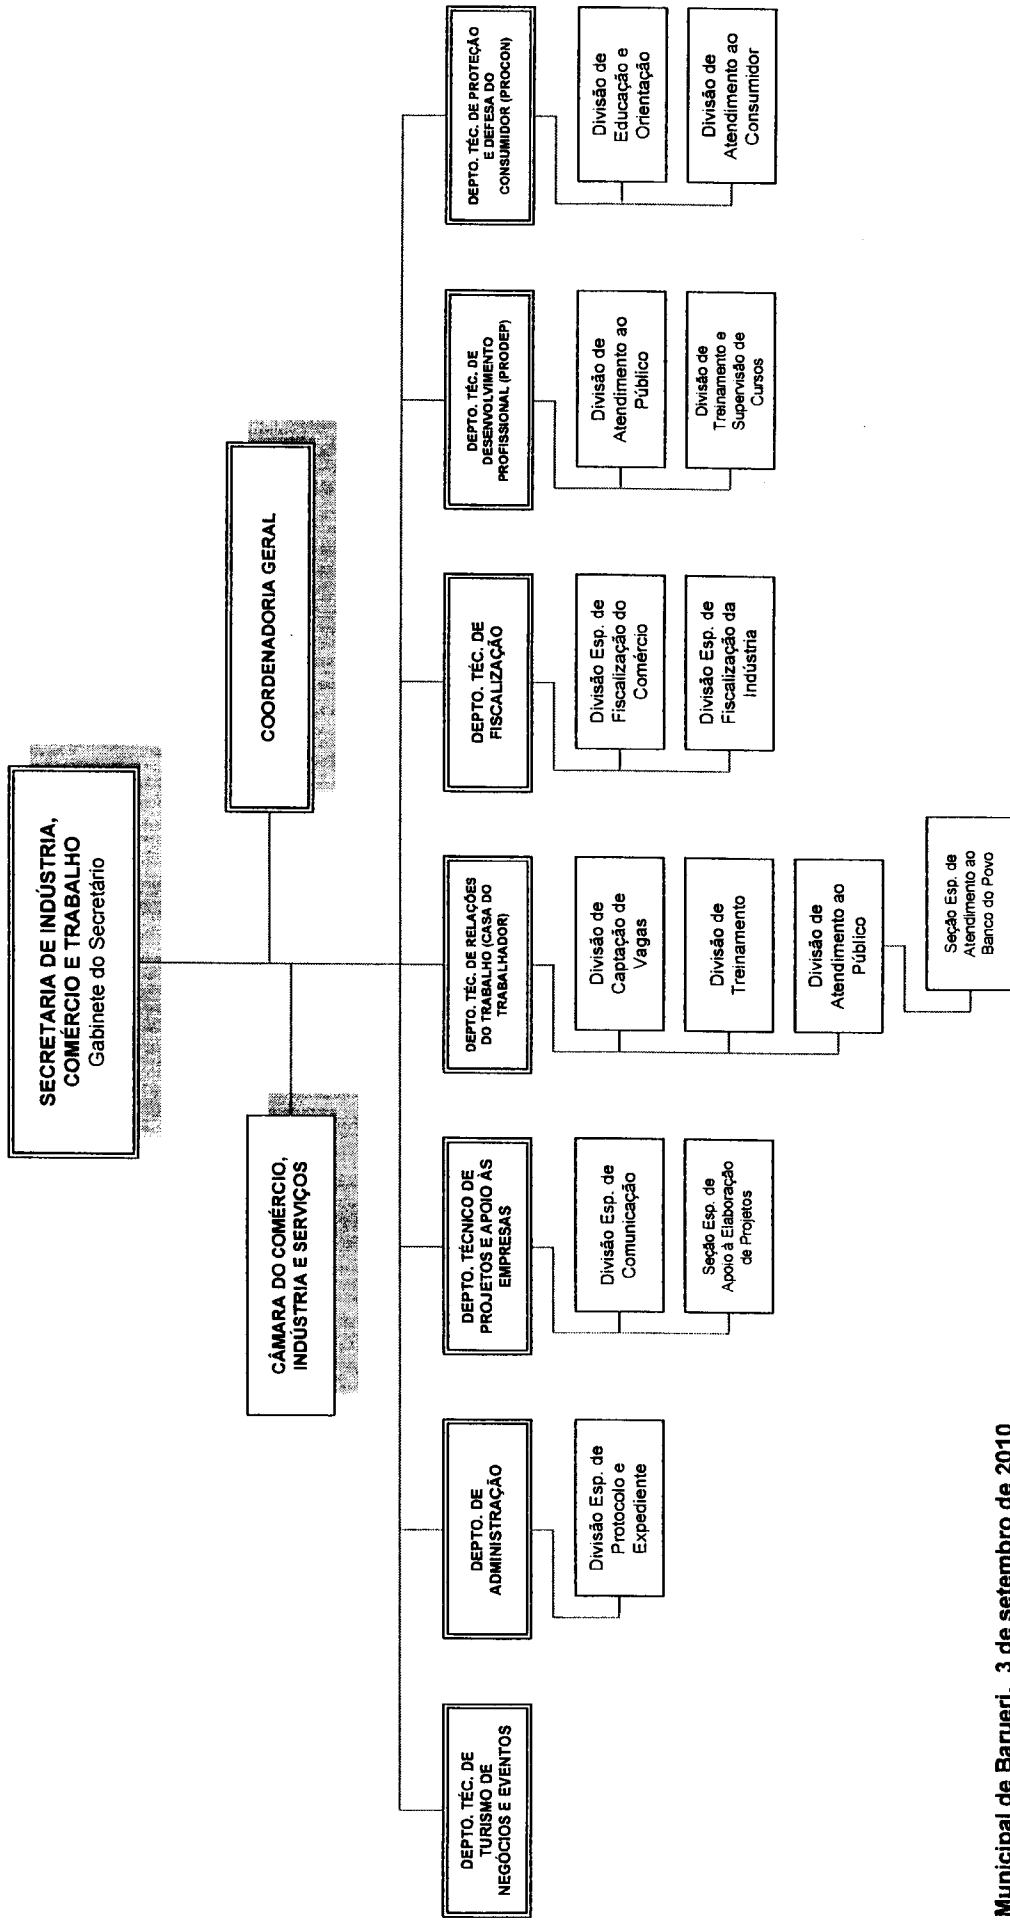 SECRETARIA DE INDÚSTRIA,
COMÉRCIO E TRABALHO
Gabinete do Secretário
COORDENADORIA GERAL
CÂMARA DO COMÉRCIO,
INDÚSTRIA E SERVIÇOS
DEPTO. TÉC. DE
TURISMO DE
NEGÓCIOS E EVENTOS
DEPTO. DE
ADMINISTRAÇÃO
Divisão Esp. de
Protocolo e
Expediente
DEPTO. TÉCNICO DE
PROJETOS E APOIO ÀS
EMPRESAS
Divisão Esp. de
Comunicação
Seção Esp. de
Apoio à Elaboração
de Projetos
DEPTO. TÉC. DE RELAÇÕES
DO TRABALHO (CASA DO
TRABALHADOR)
Divisão de
Captação de
Vagas
Divisão de
Treinamento
Divisão de
Atendimento ao
Público
Seção Esp. de
Atendimento ao
Banco do Povo
DEPTO. TÉC. DE
FISCALIZAÇÃO
Divisão Esp. de
Fiscalização do
Comércio
Divisão Esp. de
Fiscalização da
Indústria
DEPTO. TÉC. DE
DESENVOLVIMENTO
PROFISSIONAL (PRODEP)
Divisão de
Atendimento ao
Público
Divisão de
Treinamento e
Supervisão de
Cursos
DEPTO. TÉC. DE PROTEÇÃO
E DEFESA DO
CONSUMIDOR (PROCON)
Divisão de
Educação e
Orientação
Divisão de
Atendimento ao
Consumidor
Municipal de Barueri, 3 de setembro de 2010